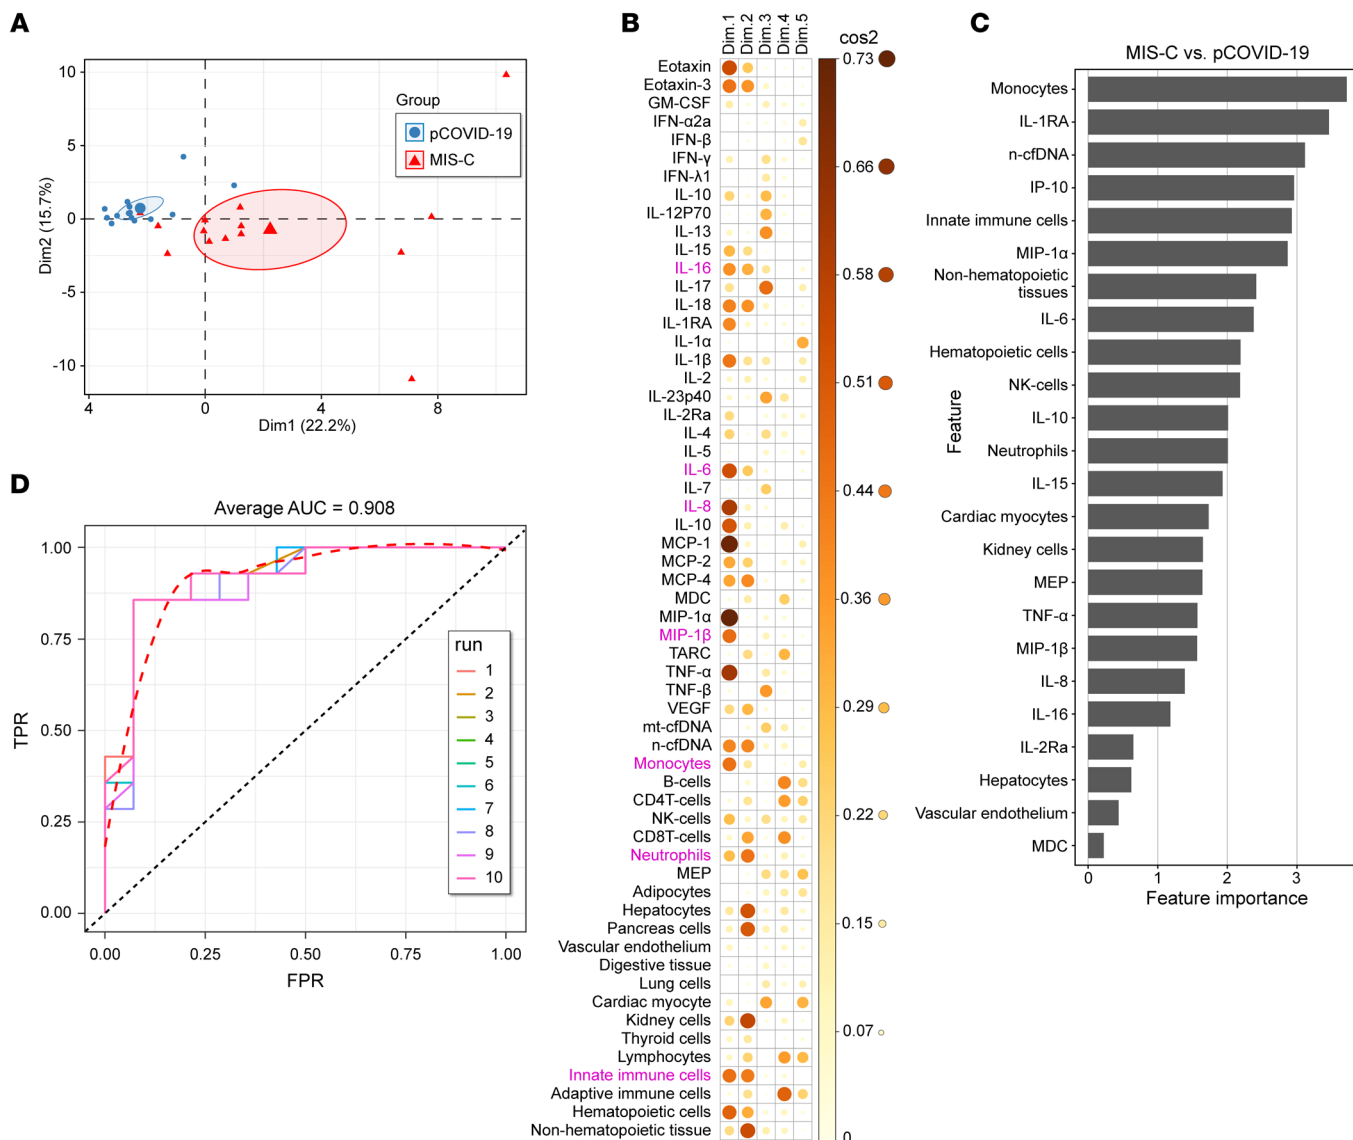 A
10
5
0
-5
-10
4
0
4
8
Dim2 (15.7%)
Dim1 (22.2%)
Group
pCOVID-19
MIS-C
B
Dim.1
Dim.2
Dim.3
Dim.4
Dim.5
Eotaxin
Eotaxin-3
GM-CSF
IFN-α2a
IFN-β
IFN-γ
IFN-λ1
IL-10
IL-12P70
IL-13
IL-15
IL-16
IL-17
IL-18
IL-1RA
IL-1α
IL-1β
IL-2
IL-23p40
IL-2Ra
IL-4
IL-5
IL-6
IL-7
IL-8
IL-10
MCP-1
MCP-2
MCP-4
MDC
MIP-1α
MIP-1β
TARC
TNF-α
TNF-β
VEGF
mt-cfDNA
n-cfDNA
Monocytes
B-cells
CD4T-cells
NK-cells
CD8T-cells
Neutrophils
MEP
Adipocytes
Hepatocytes
Pancreas cells
Vascular endothelium
Digestive tissue
Lung cells
Cardiac myocyte
Kidney cells
Thyroid cells
Lymphocytes
Innate immune cells
Adaptive immune cells
Hematopoietic cells
Non-hematopoietic tissue
cos2
0.73
0.66
0.58
0.51
0.44
0.36
0.29
0.22
0.15
0.07
0
C
MIS-C vs. pCOVID-19
Monocytes
IL-1RA
n-cfDNA
IP-10
Innate immune cells
MIP-1α
Non-hematopoietic
tissues
IL-6
Hematopoietic cells
NK-cells
IL-10
Neutrophils
IL-15
Cardiac myocytes
Kidney cells
MEP
TNF-α
MIP-1β
IL-8
IL-16
IL-2Ra
Hepatocytes
Vascular endothelium
MDC
Feature
0
1
2
3
Feature importance
D
Average AUC = 0.908
1.00
0.75
0.50
0.25
0.00
TPR
0.00
0.25
0.50
0.75
1.00
FPR
run
1
2
3
4
5
6
7
8
9
10